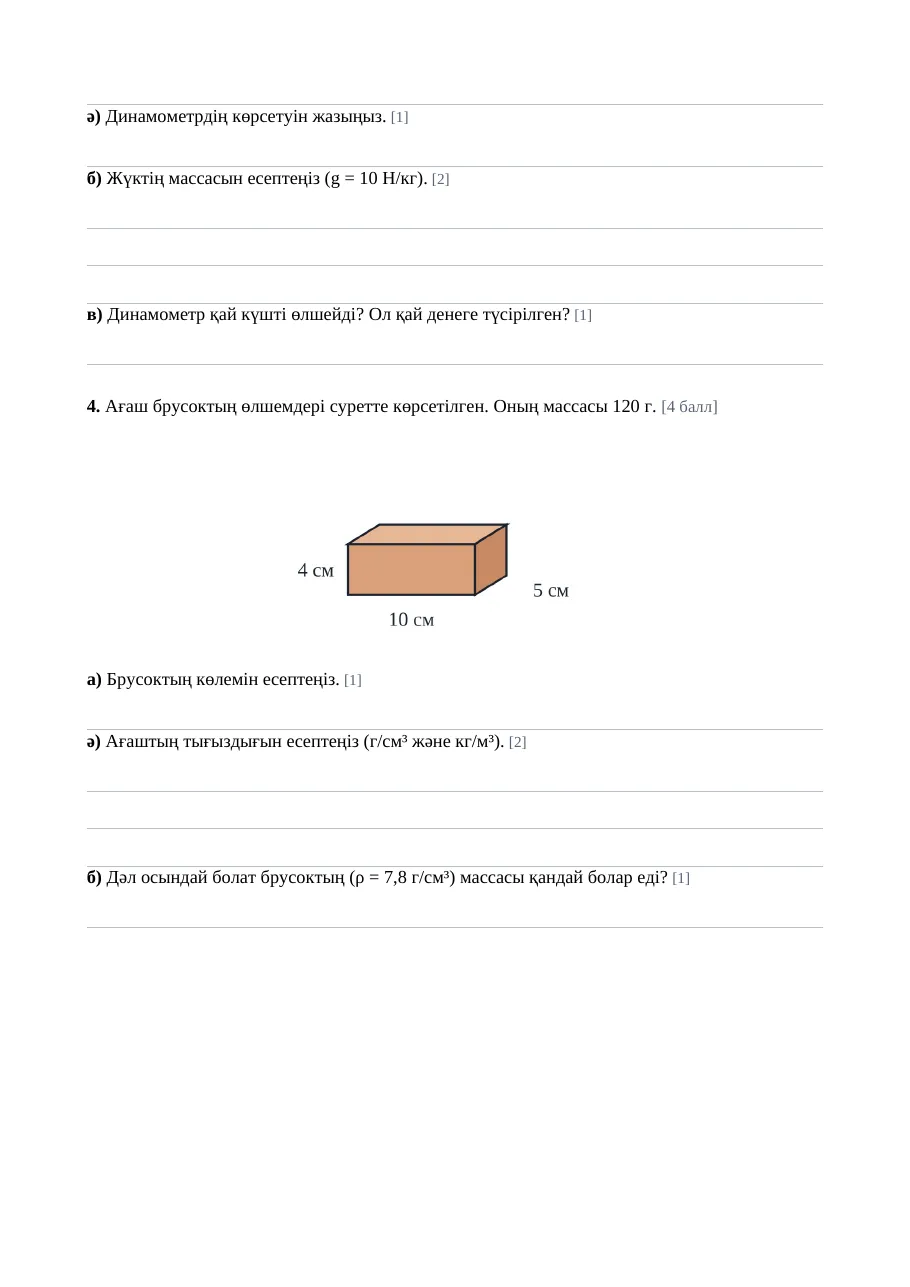 ә) Динамометрдің көрсетуін жазыңыз. [1]
б) Жүктің массасын есептеңіз (g = 10 Н/кг). [2]
в) Динамометр қай күшті өлшейді? Ол қай денеге түсірілген? [1]
4. Ағаш брусоктың өлшемдері суретте көрсетілген. Оның массасы 120 г. [4 балл]
4 см
5 см
10 см
а) Брусоктың көлемін есептеңіз. [1]
ә) Ағаштың тығыздығын есептеңіз (г/см³ және кг/м³). [2]
б) Дәл осындай болат брусоктың (ρ = 7,8 г/см³) массасы қандай болар еді? [1]